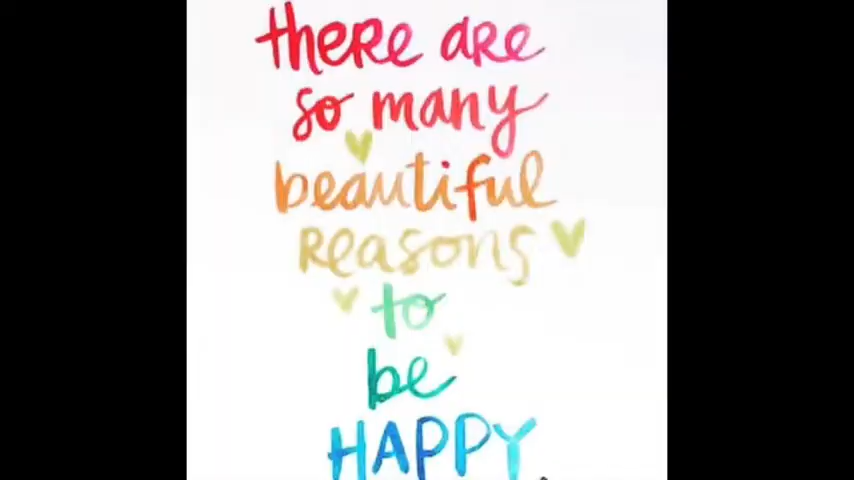 there are
so many
beautiful
reasons
to
be
HAPPY